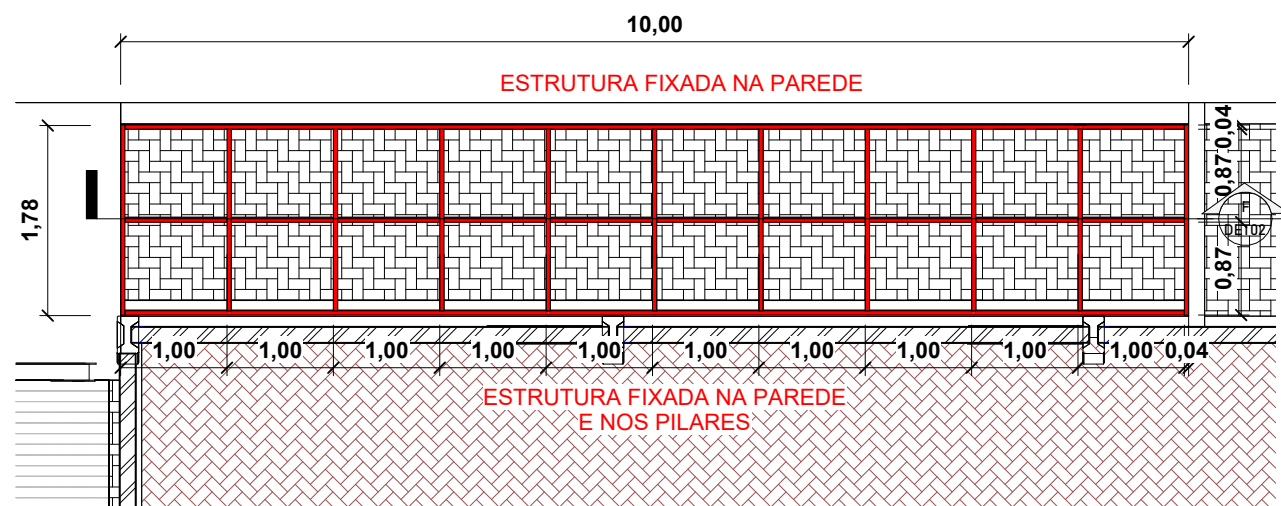 10,00
ESTRUTURA FIXADA NA PAREDE
0,04
0,87
1,78
F
DET02
0,87
1,00 1,00 1,00 1,00 1,00 1,00 1,00 1,00 1,00 1,00 0,04
ESTRUTURA FIXADA NA PAREDE
E NOS PILARES